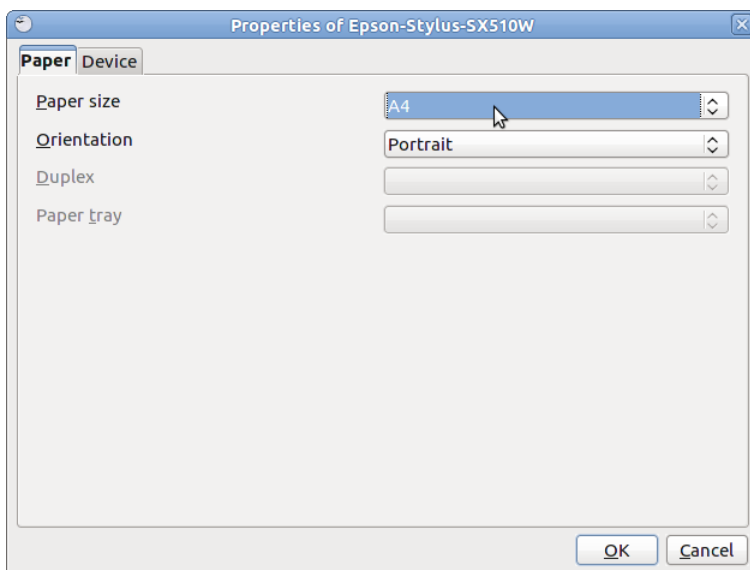 Properties of Epson-Stylus-SX510W
Paper Device
Paper size A4
Orientation Portrait
Duplex
Paper tray
OK Cancel